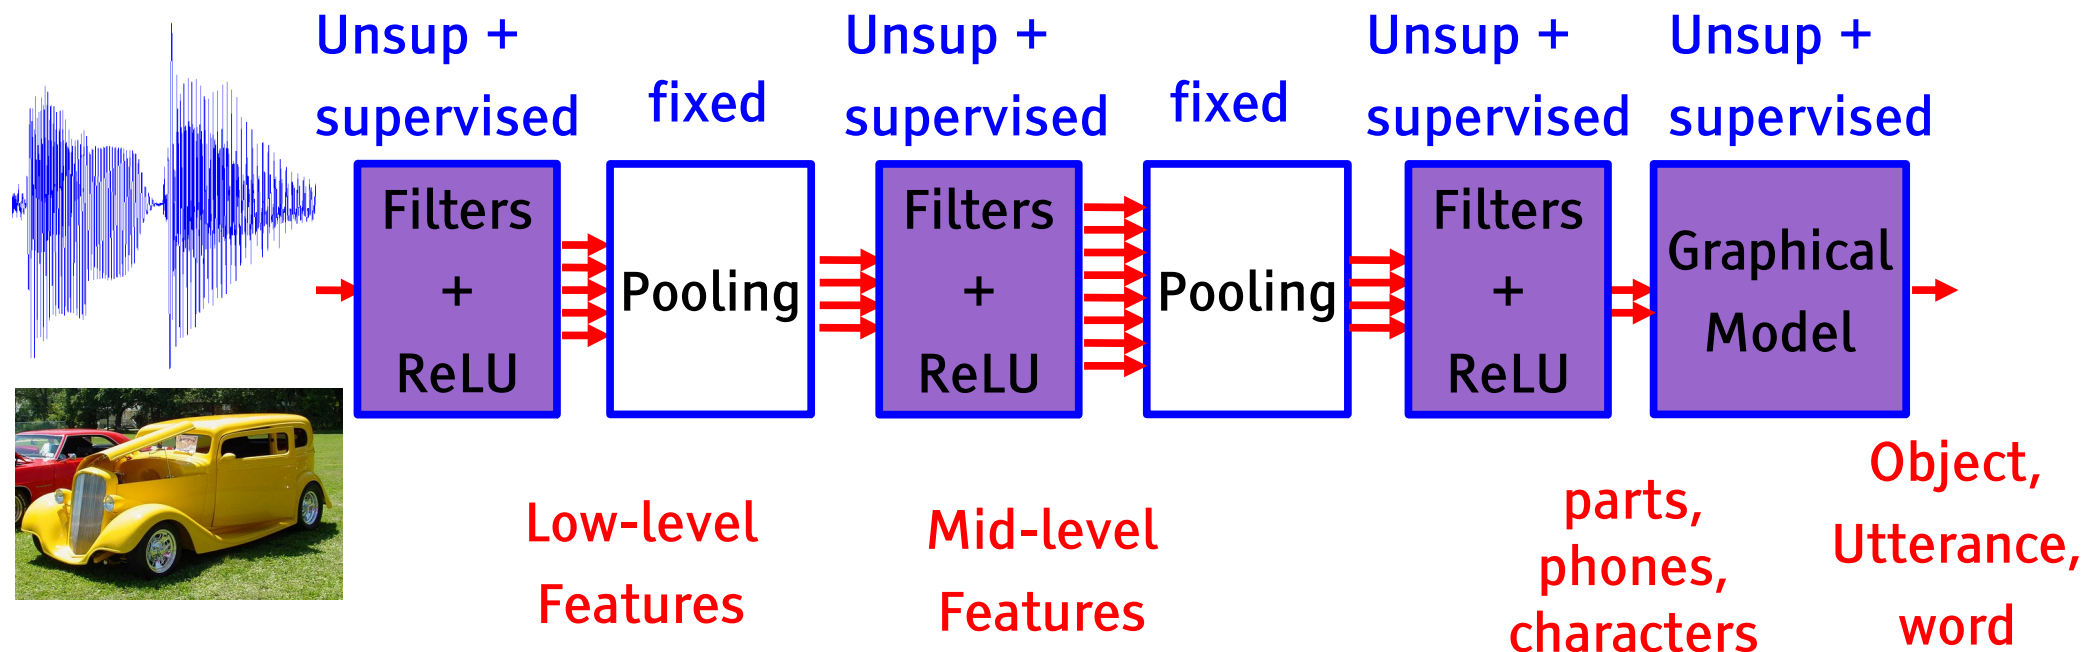 Unsup +
supervised
fixed
Unsup +
supervised
fixed
Unsup +
supervised
Unsup +
supervised
Filters
+
ReLU
Pooling
Filters
+
ReLU
Pooling
Filters
+
ReLU
Graphical
Model
Low-level
Features
Mid-level
Features
parts,
phones,
characters
Object,
Utterance,
word